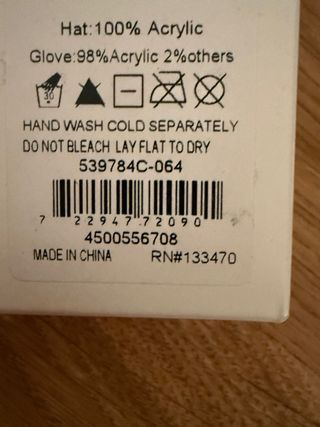 Hat:100% Acrylic
Glove:98%Acrylic 2%others
30
HAND WASH COLD SEPARATELY
DO NOT BLEACH LAY FLAT TO DRY
539784C-064
7 22947 72090
4500556708
MADE IN CHINA RN#133470